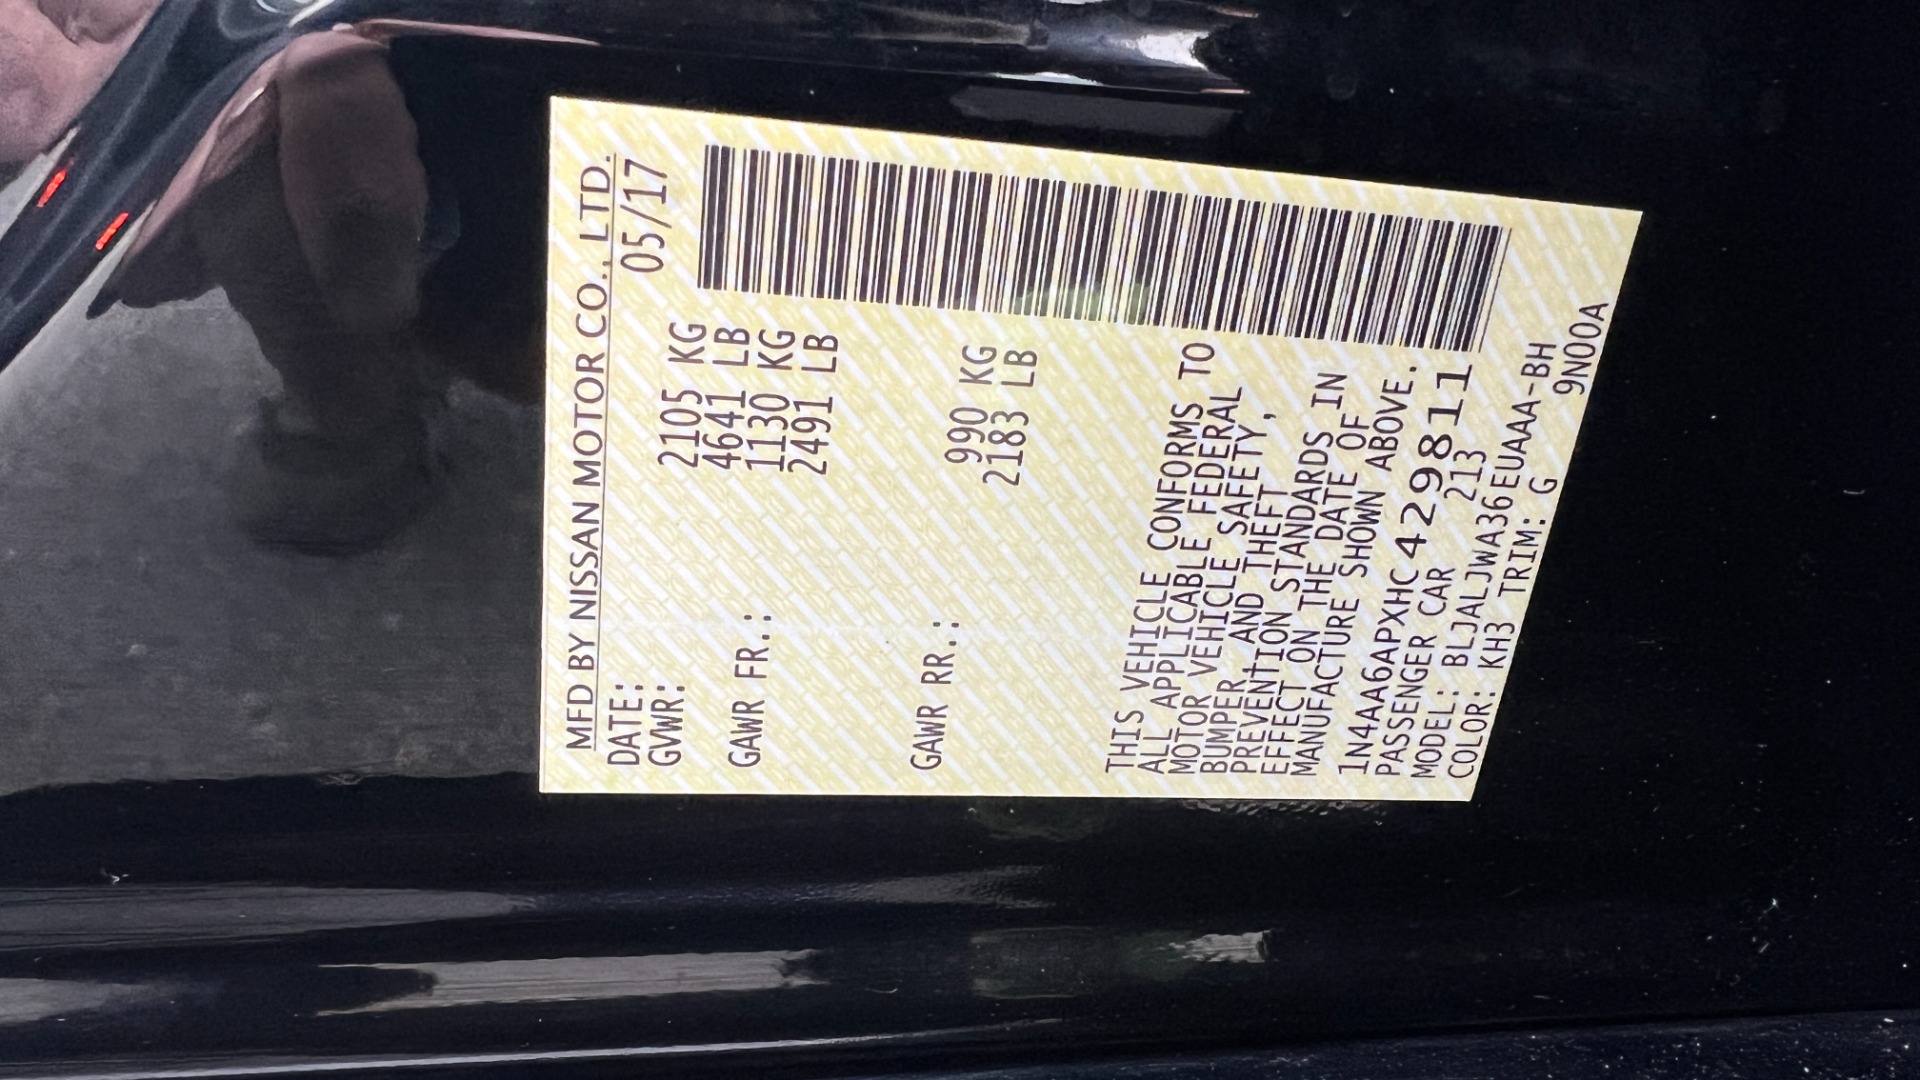 MFD BY NISSAN MOTOR CO., LTD.
DATE: 05/17
GVWR: 2105 KG
4641 LB
GAWR FR.: 1130 KG
2491 LB
GAWR RR.: 990 KG
2183 LB
THIS VEHICLE CONFORMS TO
ALL APPLICABLE FEDERAL
MOTOR VEHICLE SAFETY,
BUMPER AND THEFT
PREVENTION STANDARDS IN
EFFECT ON THE DATE OF
MANUFACTURE SHOWN ABOVE.
1N4AA6APXHC429811
PASSENGER CAR 213
MODEL: BLJALJWA36EUAAA-BH
COLOR: KH3 TRIM: G 9N00A